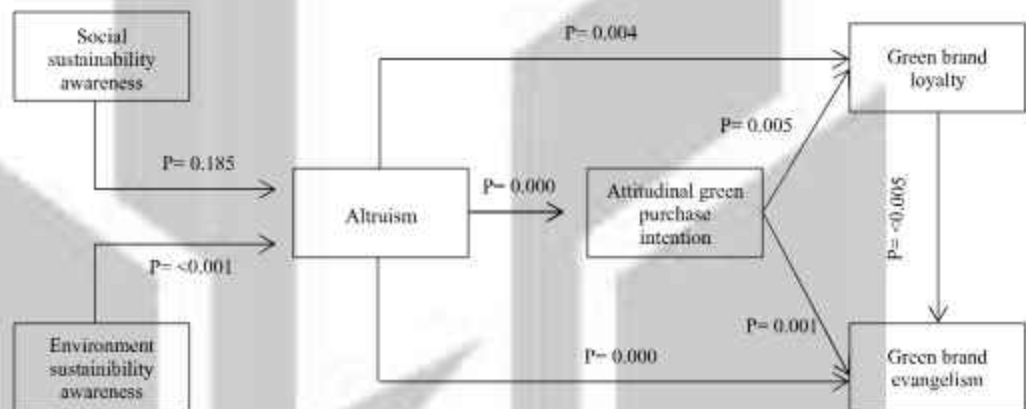 Social
sustainability
awareness
P= 0.004
Green brand
loyalty
P= 0.005
P= 0.185
P= 0.000
Altruism
Attitudinal green
purchase
intention
P= <0.005
P= <0.001
P= 0.001
Environment
sustainibility
awareness
P= 0.000
Green brand
evangelism